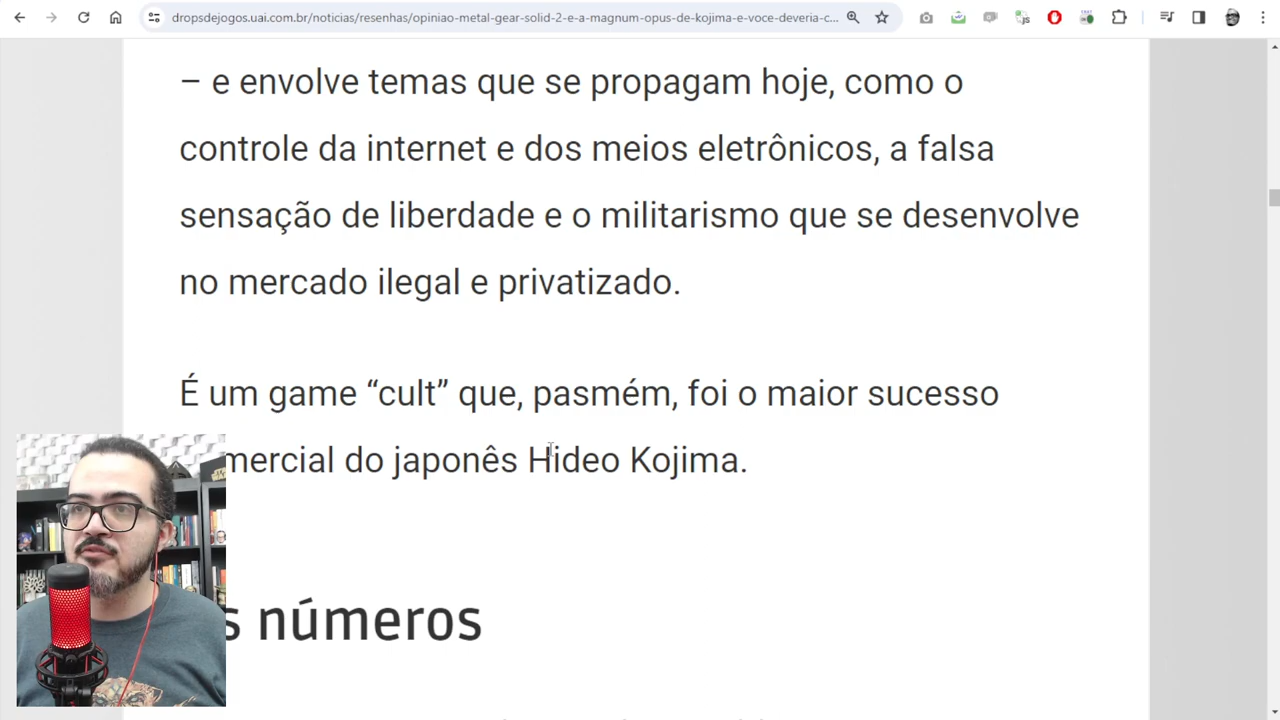 dropsdejogos.uai.com.br/noticias/resenhas/opiniao-metal-gear-solid-2-e-a-magnum-opus-de-kojima-e-voce-deveria-c...
– e envolve temas que se propagam hoje, como o
controle da internet e dos meios eletrônicos, a falsa
sensação de liberdade e o militarismo que se desenvolve
no mercado ilegal e privatizado.
É um game “cult” que, pasmém, foi o maior sucesso
mercial do japonês Hideo Kojima.
s números